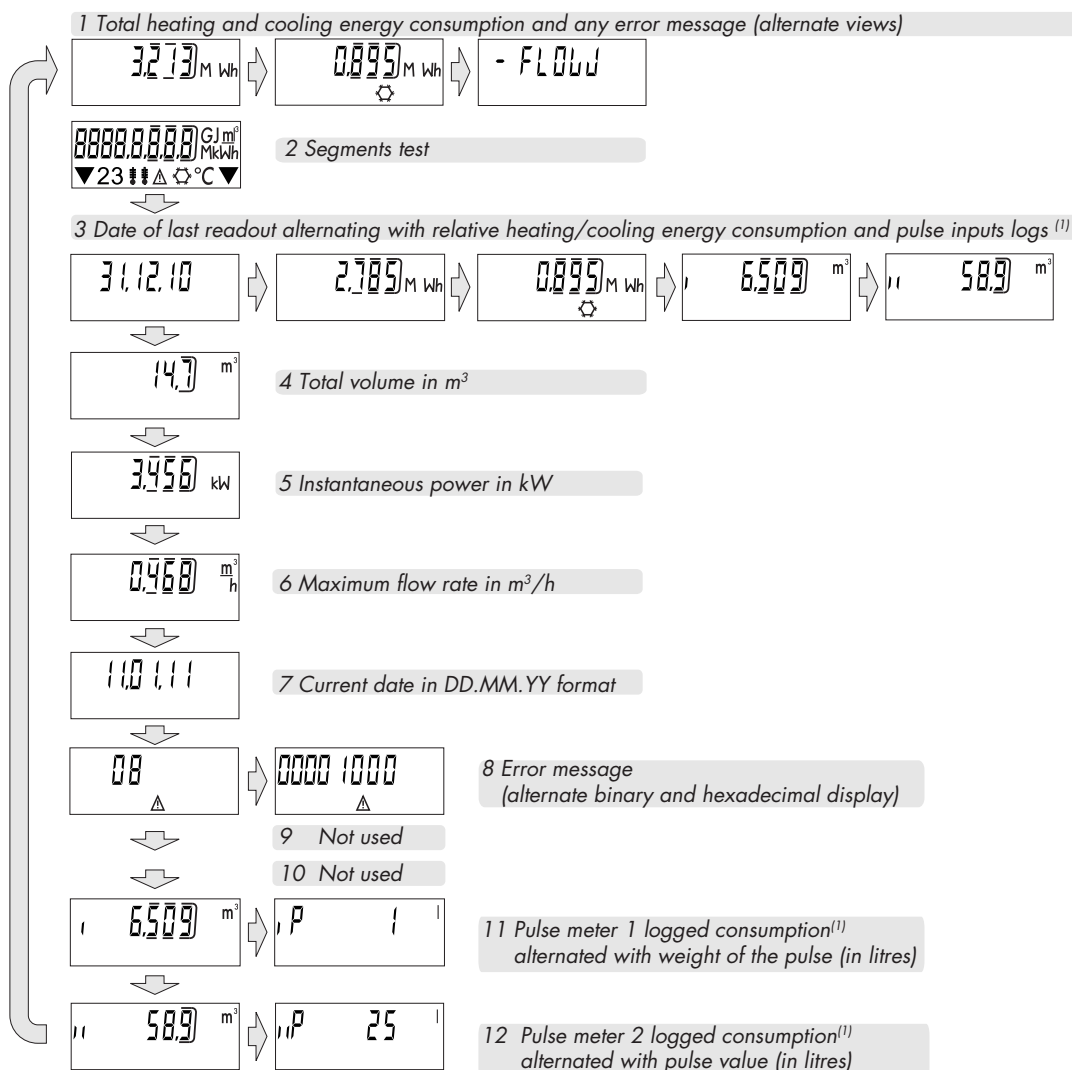 1 Total heating and cooling energy consumption and any error message (alternate views)
3,213 M Wh 0,895 M Wh - FLOW
8888.8.8.8.8 GJ m³
MkWh
23 °C
2 Segments test
3 Date of last readout alternating with relative heating/cooling energy consumption and pulse inputs logs (1)
31.12.10 2,785 M Wh 0,895 M Wh ı 6,509 m³ ıı 58,9 m³
14,7 m³
4 Total volume in m³
3,456 kW
5 Instantaneous power in kW
0,468 m³/h
6 Maximum flow rate in m³/h
11.01.11
7 Current date in DD.MM.YY format
08 00001000
8 Error message
(alternate binary and hexadecimal display)
9 Not used
10 Not used
ı 6,509 m³ ıP 1 l
11 Pulse meter 1 logged consumption(1)
alternated with weight of the pulse (in litres)
ıı 58,9 m³ ııP 25 l
12 Pulse meter 2 logged consumption(1)
alternated with pulse value (in litres)